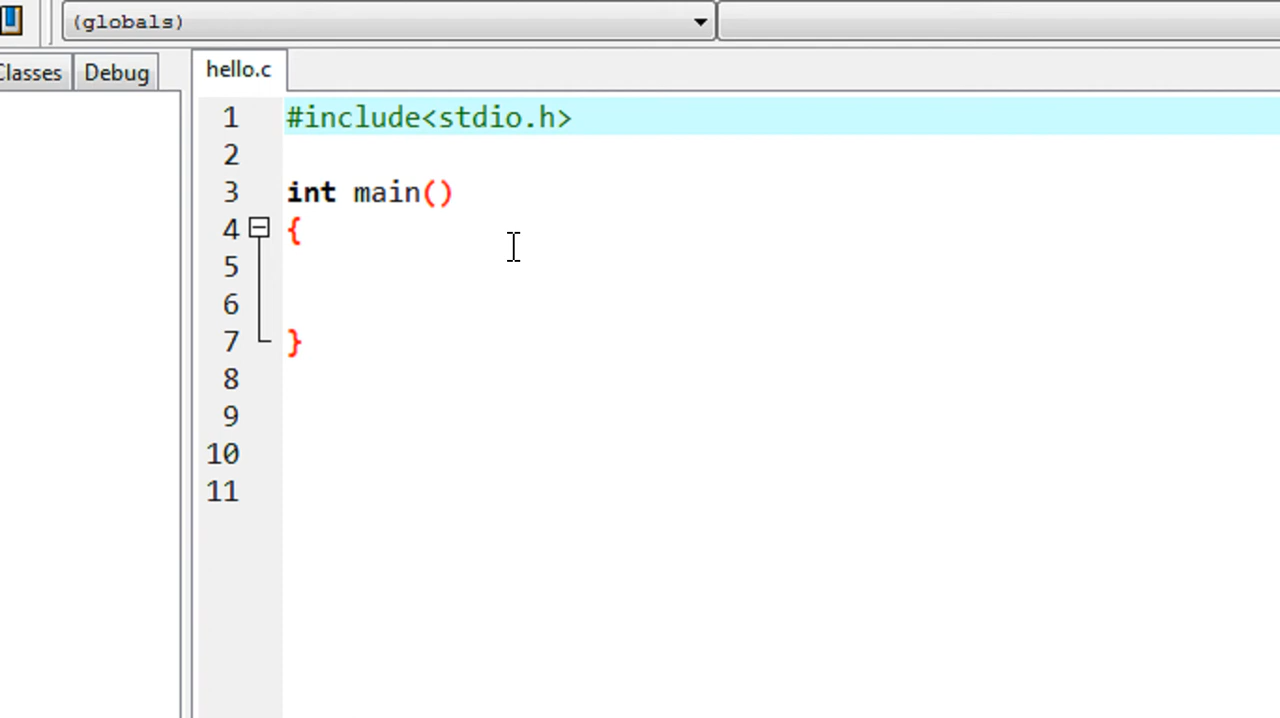 (globals)
Classes Debug hello.c
1 #include<stdio.h>
2
3 int main()
4 {
5
6
7 }
8
9
10
11